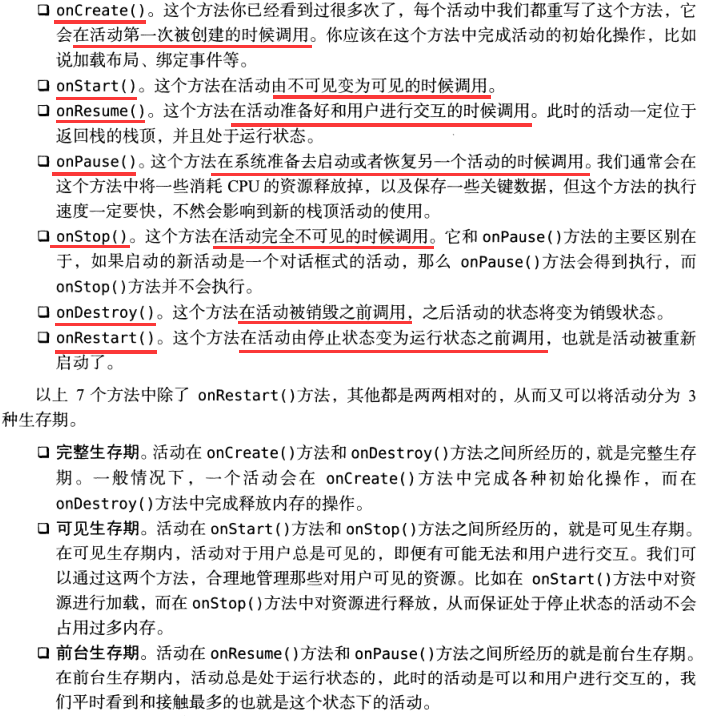 ❑ onCreate()。这个方法你已经看到过很多次了，每个活动中我们都重写了这个方法，它
会在活动第一次被创建的时候调用。你应该在这个方法中完成活动的初始化操作，比如
说加载布局、绑定事件等。
❑ onStart()。这个方法在活动由不可见变为可见的时候调用。
❑ onResume()。这个方法在活动准备好和用户进行交互的时候调用。此时的活动一定位于
返回栈的栈顶，并且处于运行状态。
❑ onPause()。这个方法在系统准备去启动或者恢复另一个活动的时候调用。我们通常会在
这个方法中将一些消耗 CPU 的资源释放掉，以及保存一些关键数据，但这个方法的执行
速度一定要快，不然会影响到新的栈顶活动的使用。
❑ onStop()。这个方法在活动完全不可见的时候调用。它和 onPause()方法的主要区别在
于，如果启动的新活动是一个对话框式的活动，那么 onPause()方法会得到执行，而
onStop()方法并不会执行。
❑ onDestroy()。这个方法在活动被销毁之前调用，之后活动的状态将变为销毁状态。
❑ onRestart()。这个方法在活动由停止状态变为运行状态之前调用，也就是活动被重新
启动了。
以上 7 个方法中除了 onRestart()方法，其他都是两两相对的，从而又可以将活动分为 3
种生存期。
❑ 完整生存期。活动在 onCreate()方法和 onDestroy()方法之间所经历的，就是完整生存
期。一般情况下，一个活动会在 onCreate()方法中完成各种初始化操作，而在
onDestroy()方法中完成释放内存的操作。
❑ 可见生存期。活动在 onStart()方法和 onStop()方法之间所经历的，就是可见生存期。
在可见生存期内，活动对于用户总是可见的，即便有可能无法和用户进行交互。我们可
以通过这两个方法，合理地管理那些对用户可见的资源。比如在 onStart()方法中对资
源进行加载，而在 onStop()方法中对资源进行释放，从而保证处于停止状态的活动不会
占用过多内存。
❑ 前台生存期。活动在 onResume()方法和 onPause()方法之间所经历的就是前台生存期。
在前台生存期内，活动总是处于运行状态的，此时的活动是可以和用户进行交互的，我
们平时看到和接触最多的也就是这个状态下的活动。